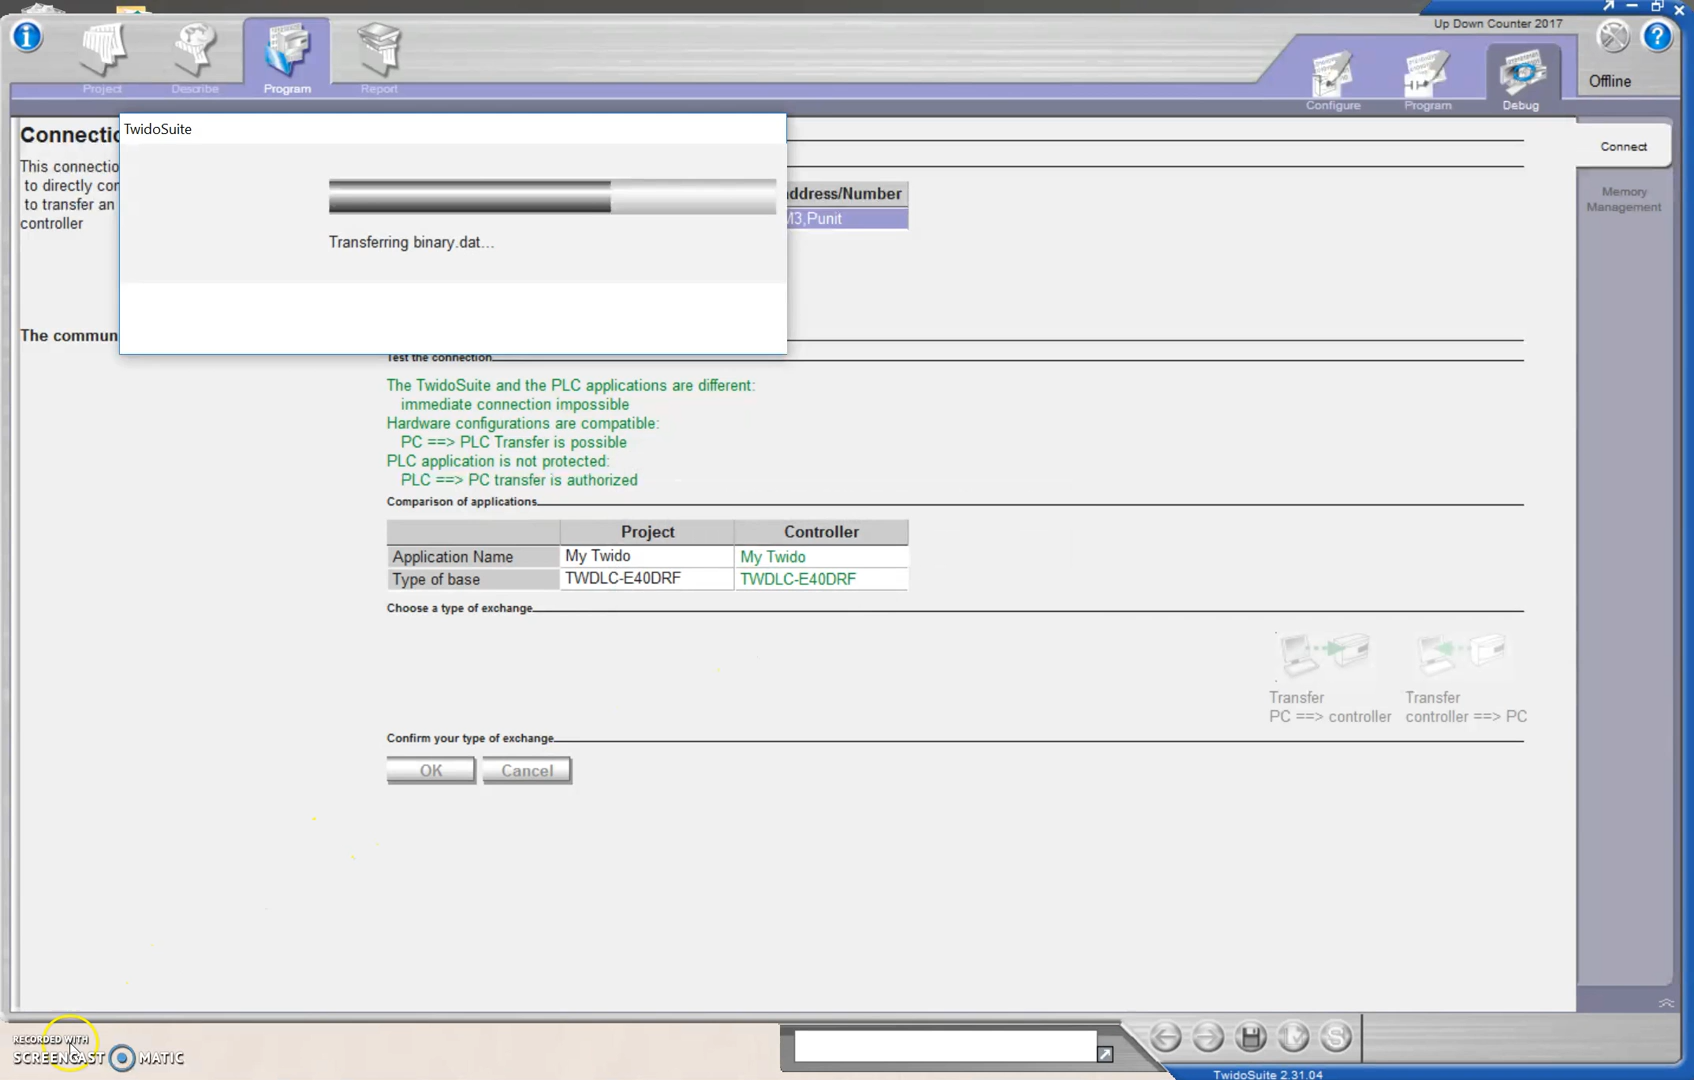 Up Down Counter 2017
Project
Describe
Program
Report
Configure
Program
Debug
Offline
Connectio
This connectio
to directly con
to transfer an
controller
TwidoSuite
Transferring binary.dat...
ddress/Number
M3,Punit
Connect
Memory
Management
The commun
Test the connection
The TwidoSuite and the PLC applications are different:
immediate connection impossible
Hardware configurations are compatible:
PC ==> PLC Transfer is possible
PLC application is not protected:
PLC ==> PC transfer is authorized
Comparison of applications
Project Controller
Application Name My Twido My Twido
Type of base TWDLC-E40DRF TWDLC-E40DRF
Choose a type of exchange
Transfer
PC ==> controller
Transfer
controller ==> PC
Confirm your type of exchange
OK Cancel
RECORDED WITH
SCREENCAST MATIC
TwidoSuite 2.31.04